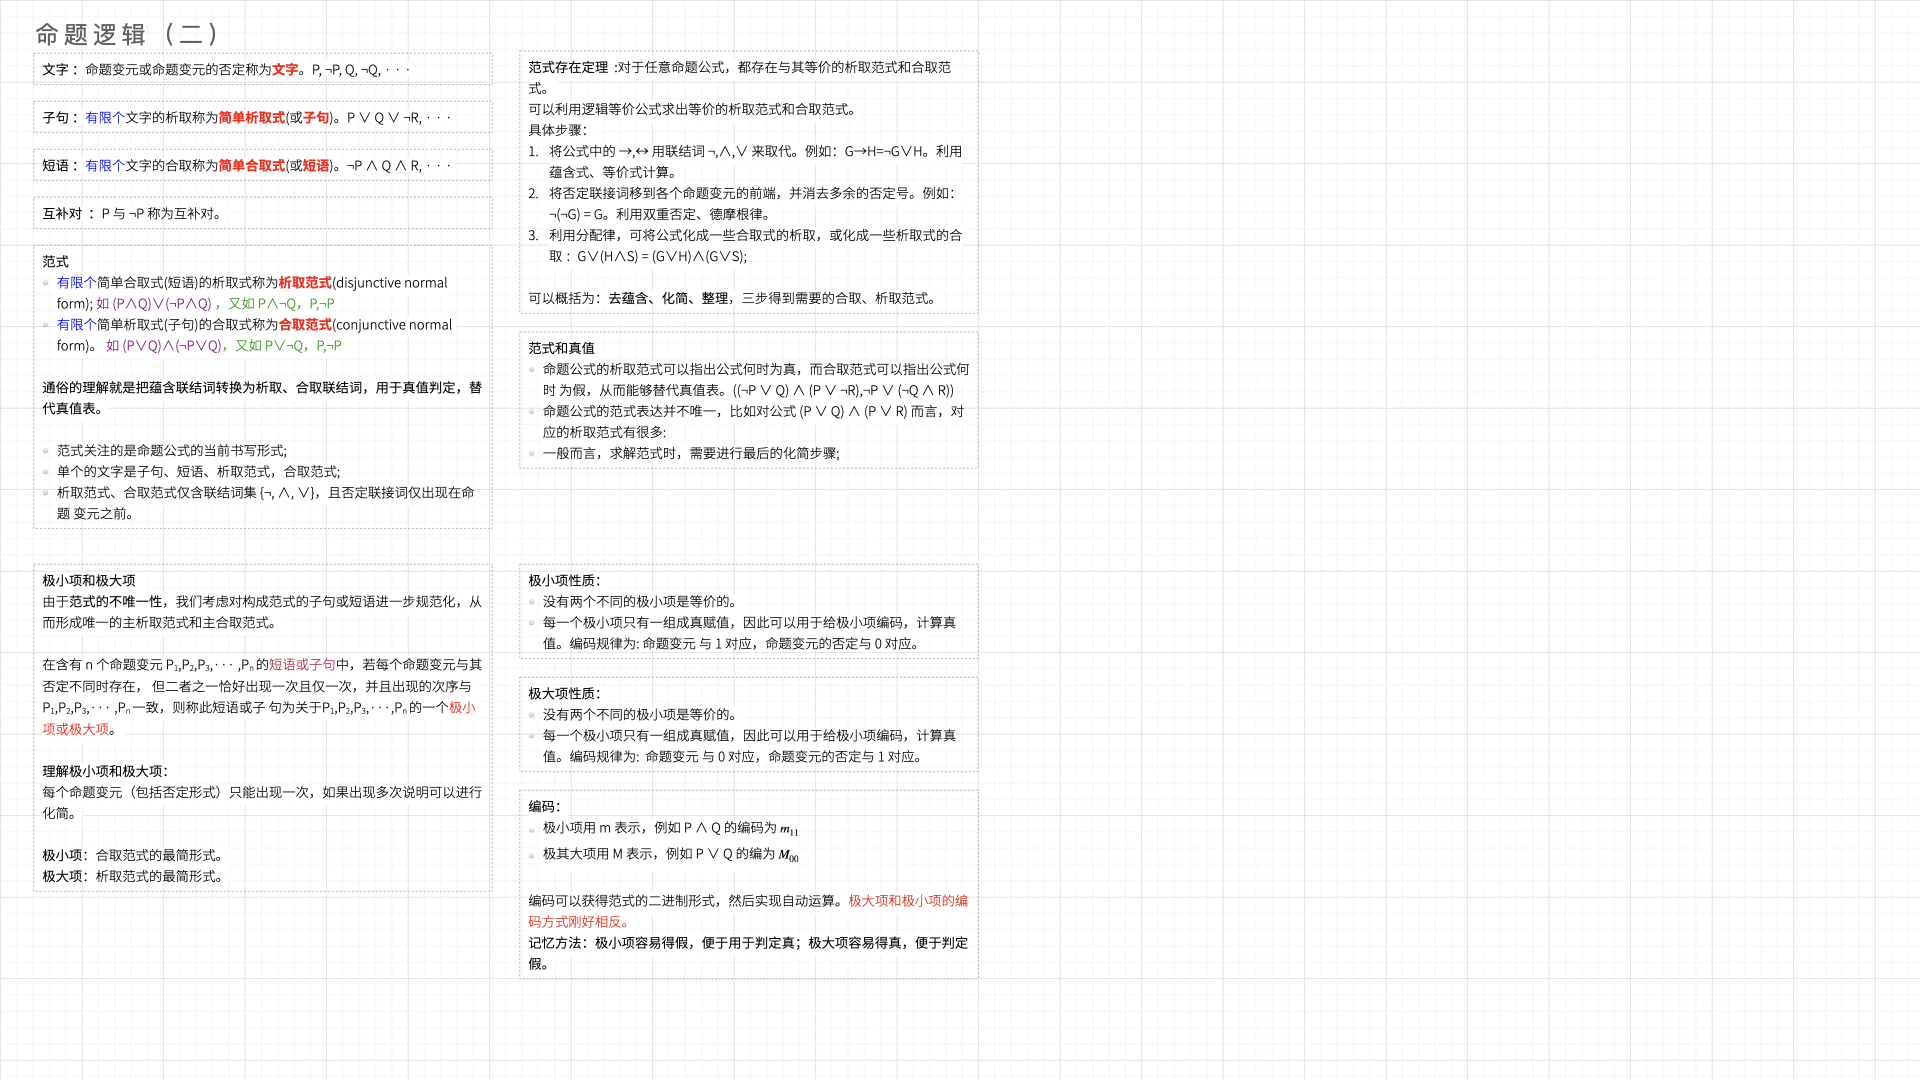 命题逻辑（二）
文字： 命题变元或命题变元的否定称为文字。P, ¬P, Q, ¬Q, · · ·
子句： 有限个文字的析取称为简单析取式(或子句)。P ∨ Q ∨ ¬R, · · ·
短语： 有限个文字的合取称为简单合取式(或短语)。¬P ∧ Q ∧ R, · · ·
互补对 ： P 与 ¬P 称为互补对。
范式
有限个简单合取式(短语)的析取式称为析取范式(disjunctive normal
form); 如 (P∧Q)∨(¬P∧Q) ，又如 P∧¬Q，P,¬P
有限个简单析取式(子句)的合取式称为合取范式(conjunctive normal
form)。 如 (P∨Q)∧(¬P∨Q)，又如 P∨¬Q，P,¬P
通俗的理解就是把蕴含联结词转换为析取、合取联结词，用于真值判定，替
代真值表。
范式关注的是命题公式的当前书写形式;
单个的文字是子句、短语、析取范式，合取范式;
析取范式、合取范式仅含联结词集 {¬, ∧, ∨}，且否定联接词仅出现在命
题 变元之前。
极小项和极大项
由于范式的不唯一性，我们考虑对构成范式的子句或短语进一步规范化，从
而形成唯一的主析取范式和主合取范式。
在含有 n 个命题变元 P₁,P₂,P₃,· · · ,Pₙ 的短语或子句中，若每个命题变元与其
否定不同时存在， 但二者之一恰好出现一次且仅一次，并且出现的次序与
P₁,P₂,P₃,· · · ,Pₙ 一致，则称此短语或子 句为关于P₁,P₂,P₃,· · ·,Pₙ 的一个极小
项或极大项。
理解极小项和极大项：
每个命题变元（包括否定形式）只能出现一次，如果出现多次说明可以进行
化简。
极小项：合取范式的最简形式。
极大项：析取范式的最简形式。
范式存在定理 :对于任意命题公式，都存在与其等价的析取范式和合取范
式。
可以利用逻辑等价公式求出等价的析取范式和合取范式。
具体步骤：
1. 将公式中的 →,↔ 用联结词 ¬,∧,∨ 来取代。例如：G→H=¬G∨H。利用
蕴含式、等价式计算。
2. 将否定联接词移到各个命题变元的前端，并消去多余的否定号。例如：
¬(¬G) = G。利用双重否定、德摩根律。
3. 利用分配律，可将公式化成一些合取式的析取，或化成一些析取式的合
取 ：G∨(H∧S) = (G∨H)∧(G∨S);
可以概括为：去蕴含、化简、整理，三步得到需要的合取、析取范式。
范式和真值
命题公式的析取范式可以指出公式何时为真，而合取范式可以指出公式何
时 为假，从而能够替代真值表。((¬P ∨ Q) ∧ (P ∨ ¬R),¬P ∨ (¬Q ∧ R))
命题公式的范式表达并不唯一，比如对公式 (P ∨ Q) ∧ (P ∨ R) 而言，对
应的析取范式有很多:
一般而言，求解范式时，需要进行最后的化简步骤;
极小项性质：
没有两个不同的极小项是等价的。
每一个极小项只有一组成真赋值，因此可以用于给极小项编码，计算真
值。编码规律为: 命题变元 与 1 对应，命题变元的否定与 0 对应。
极大项性质：
没有两个不同的极小项是等价的。
每一个极小项只有一组成真赋值，因此可以用于给极小项编码，计算真
值。编码规律为: 命题变元 与 0 对应，命题变元的否定与 1 对应。
编码：
极小项用 m 表示，例如 P ∧ Q 的编码为 m₁₁
极其大项用 M 表示，例如 P ∨ Q 的编为 M₀₀
编码可以获得范式的二进制形式，然后实现自动运算。极大项和极小项的编
码方式刚好相反。
记忆方法：极小项容易得假，便于用于判定真；极大项容易得真，便于判定
假。